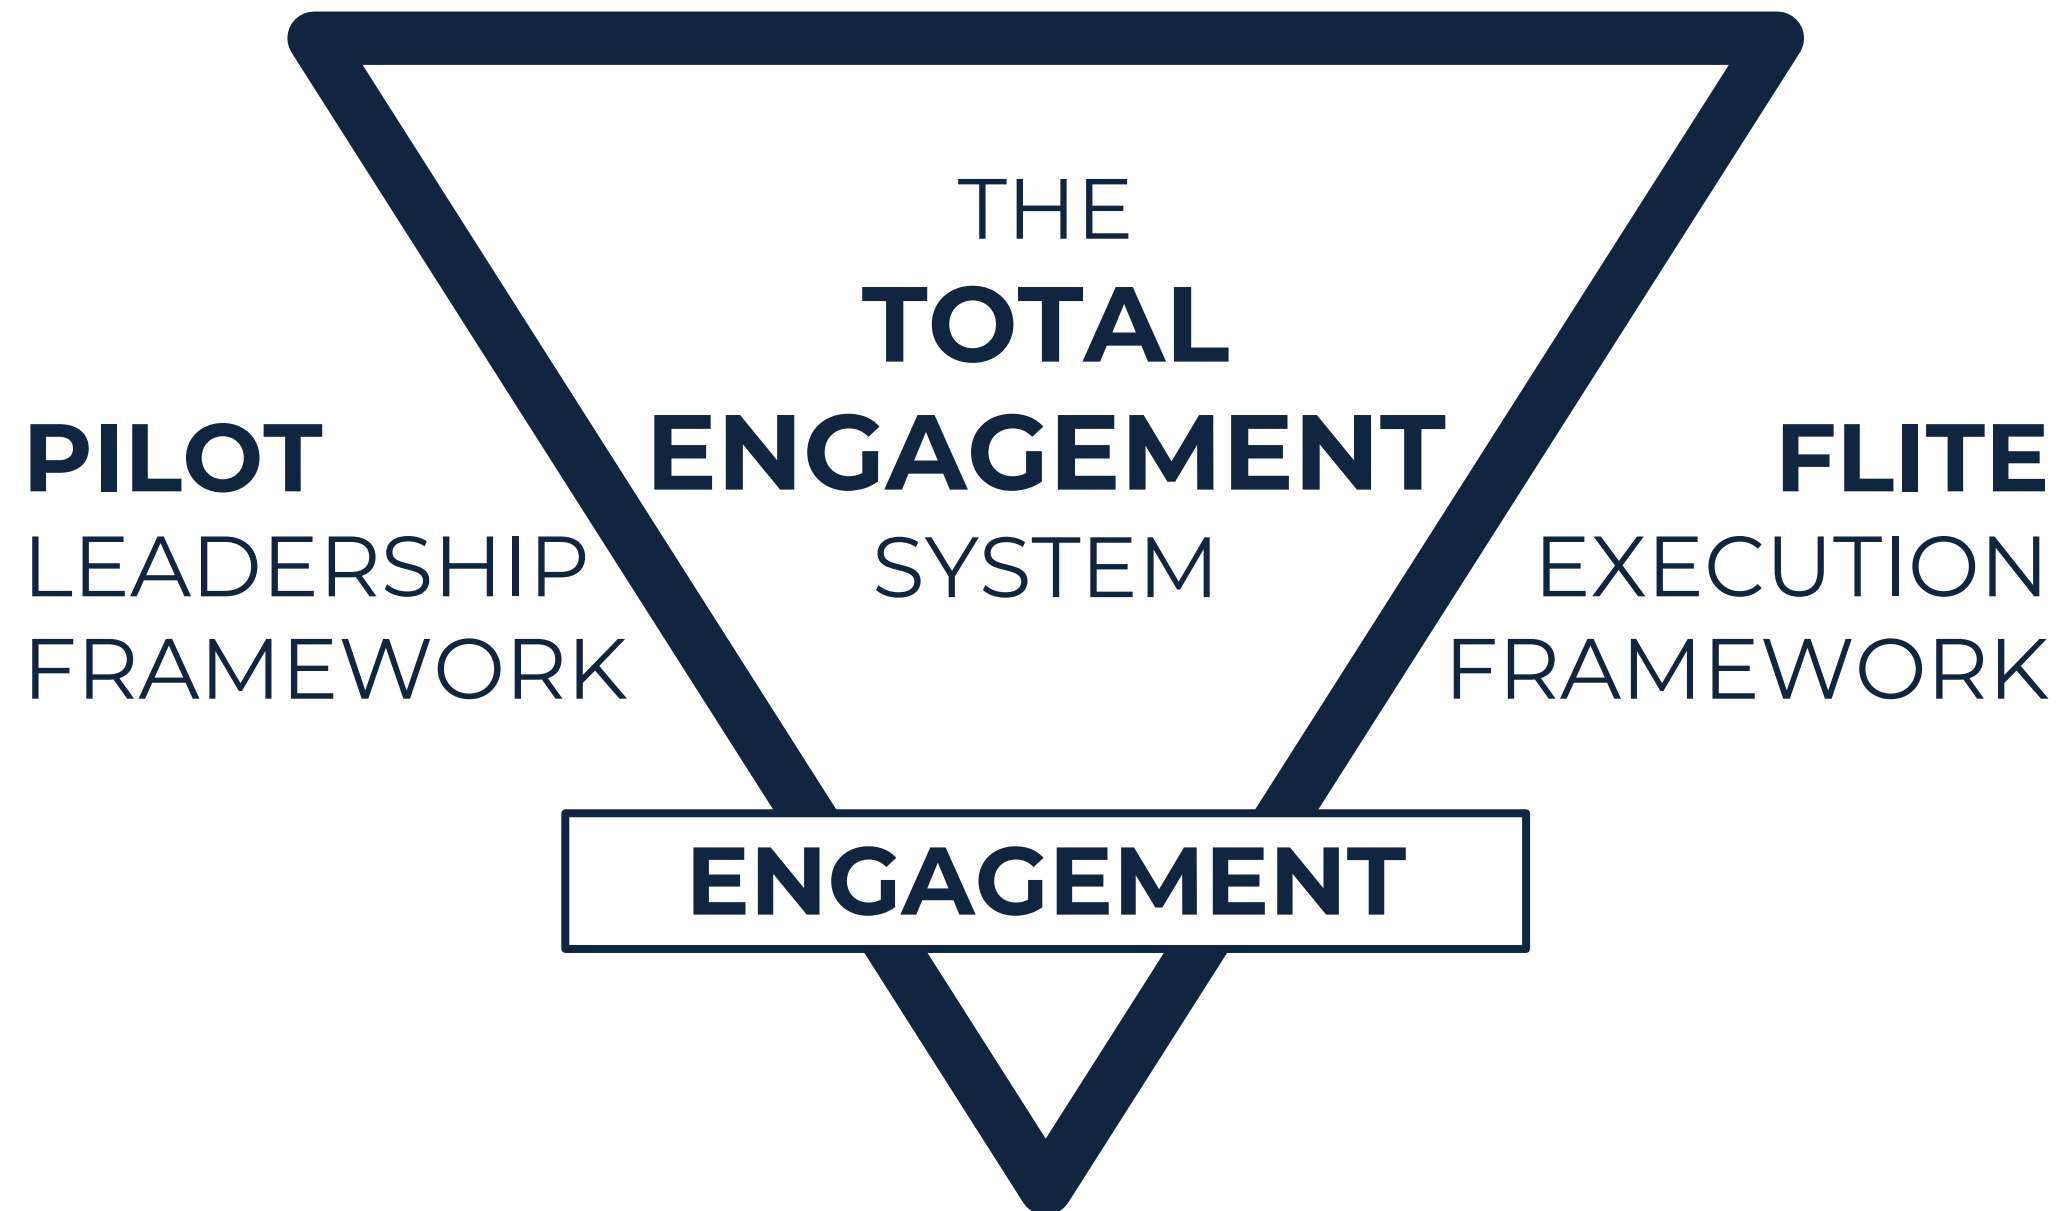 THE
TOTAL
ENGAGEMENT
SYSTEM
PILOT
LEADERSHIP
FRAMEWORK
FLITE
EXECUTION
FRAMEWORK
ENGAGEMENT